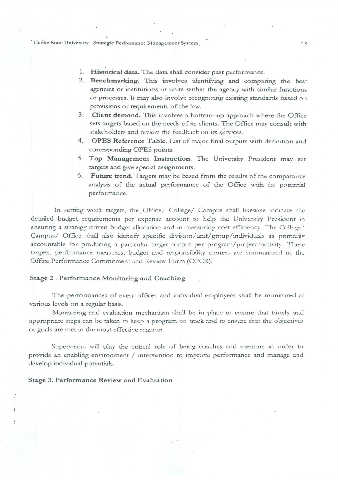 State University Strategic Performance Management System
1. Historical data. The data shall consider past performance.
2. Benchmarking. This involves identifying and comparing the best
agencies or institutions or units within the agency with similar functions
or processes. It may also involve recognizing existing standards based on
provisions or requirements of the law.
3. Client demand. This involves a bottom-up approach where the Office
sets targets based on the needs of its clients. The Office may consult with
stakeholders and review the feedback on its services.
4. OPES Reference Table. List of major final outputs with definition and
corresponding OPES points
5. Top Management Instruction. The University President may set
targets and give special assignments.
6. Future trend. Targets may be based from the results of the comparative
analysis of the actual performance of the Office with its potential
performance.
In setting work targets, the Office/ College/ Campus shall likewise indicate the
detailed budget requirements per expense account to help the University President in
ensuring a strategy driven budget allocation and in measuring cost efficiency. The College/
Campus/ Office shall also identify specific division/unit/group/individuals as primarily
accountable for producing a particular target output per program/project/activity. These
targets, performance measures, budget and responsibility centers are summarized in the
Office Performance Commitment and Review Form (OPCR).
Stage 2. Performance Monitoring and Coaching
The performances of every office and individual employees shall be monitored at
various levels on a regular basis.
Monitoring and evaluation mechanism shall be in place to ensure that timely and
appropriate steps can be taken to keep a program on track and to ensure that the objectives
or goals are met in the most effective manner.
Supervisors will play the critical role of being coaches and mentors in order to
provide an enabling environment / intervention to improve performance and manage and
develop individual potentials.
Stage 3. Performance Review and Evaluation